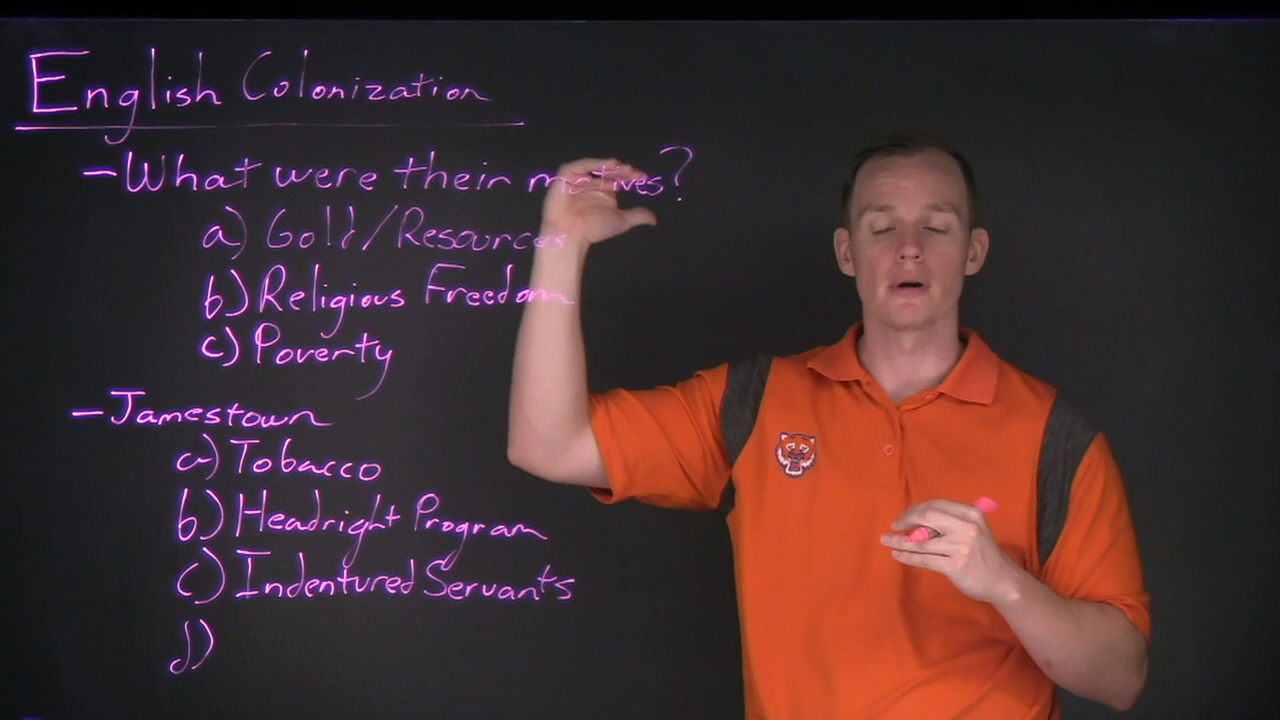 English Colonization
- What were their motives?
a) Gold/Resources
b) Religious Freedom
c) Poverty
- Jamestown
a) Tobacco
b) Headright Program
c) Indentured Servants
d)